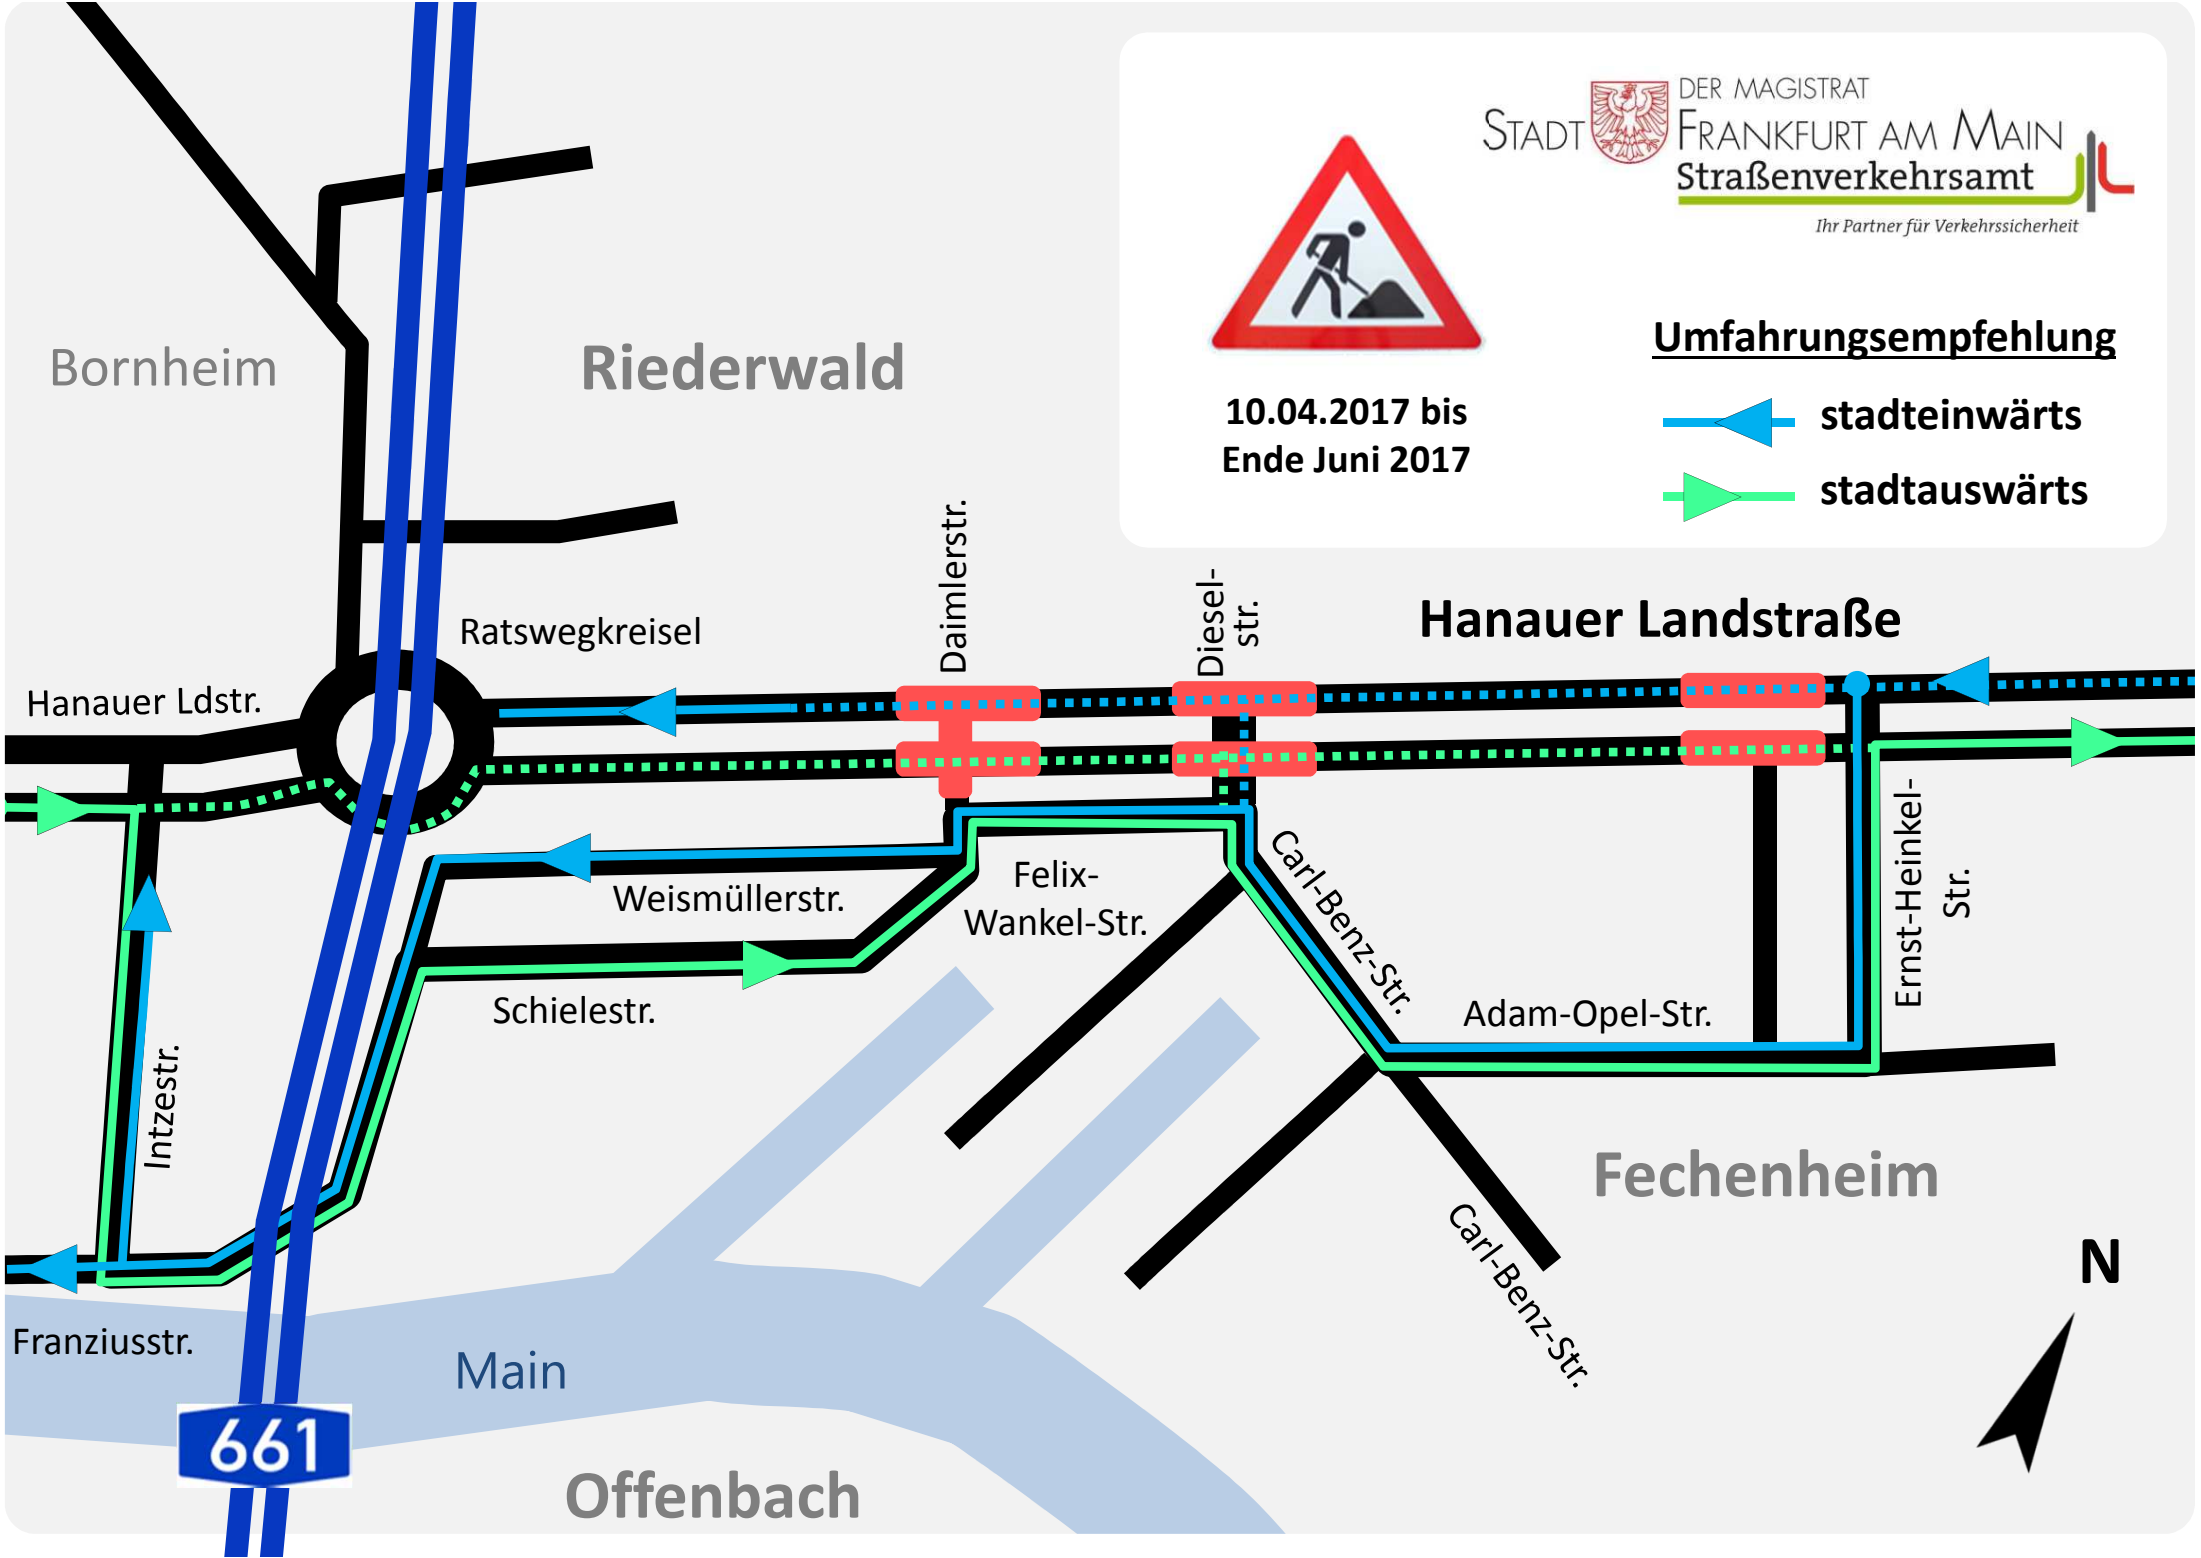 STADT
DER MAGISTRAT
FRANKFURT AM MAIN
Straßenverkehrsamt
Ihr Partner für Verkehrssicherheit
Umfahrungsempfehlung
stadteinwärts
stadtauswärts
10.04.2017 bis
Ende Juni 2017
Bornheim
Riederwald
Ratswegkreisel
Daimlerstr.
Diesel-
str.
Hanauer Landstraße
Hanauer Ldstr.
Weismüllerstr.
Felix-
Wankel-Str.
Carl-Benz-Str.
Ernst-Heinkel-
Str.
Schielestr.
Adam-Opel-Str.
Intzestr.
Fechenheim
Carl-Benz-Str.
N
Franziusstr.
Main
661
Offenbach